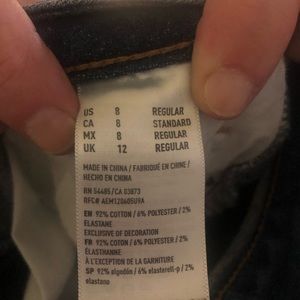 US 8 REGULAR
CA 8 STANDARD
MX 8 REGULAR
UK 12 REGULAR
MADE IN CHINA / FABRIQUÉ EN CHINE /
HECHO EN CHINA
RN 54485/CA 03873
RFC# AEM120605U9A
EN 92% COTTON / 6% POLYESTER / 2%
ELASTANE
EXCLUSIVE OF DECORATION
FR 92% COTON / 6% POLYESTER / 2%
ÉLASTHANNE
À L'EXCEPTION DE LA GARNITURE
SP 92% algodón / 6% elasterell-p / 2%
elastano